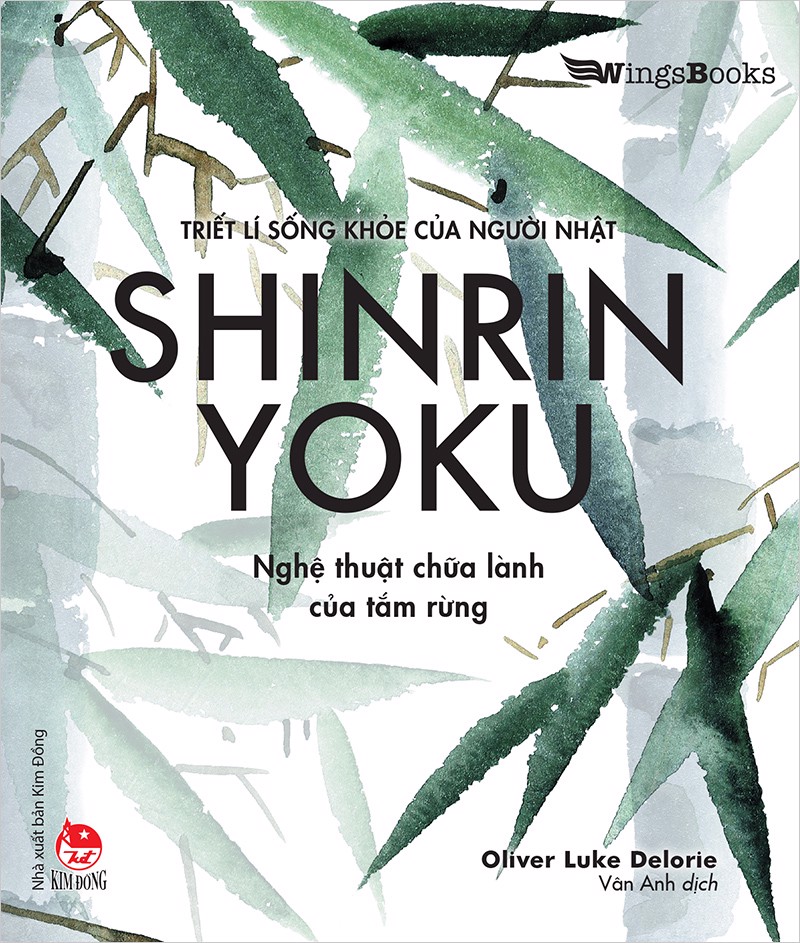 WingsBooks
TRIẾT LÍ SỐNG KHỎE CỦA NGƯỜI NHẬT
SHINRIN
YOKU
Nghệ thuật chữa lành
của tắm rừng
Oliver Luke Delorie
Vân Anh dịch
Nhà xuất bản Kim Đồng
KIM ĐỒNG